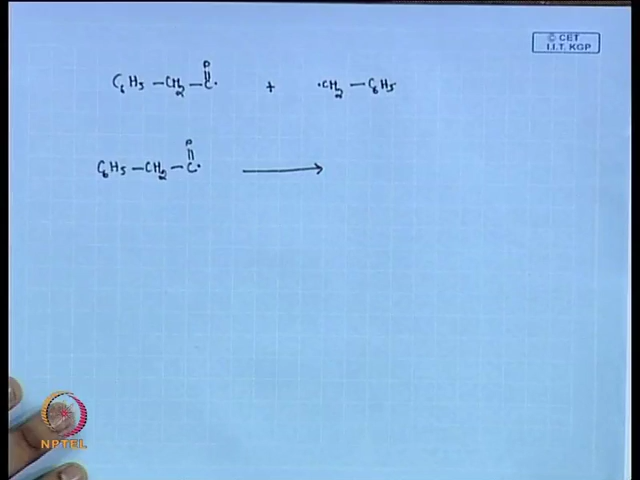 © CET
I.I.T. KGP
O
C₆H₅ — CH₂ — C· + ·CH₂ — C₆H₅
O
C₆H₅ — CH₂ — C· ⟶
NPTEL